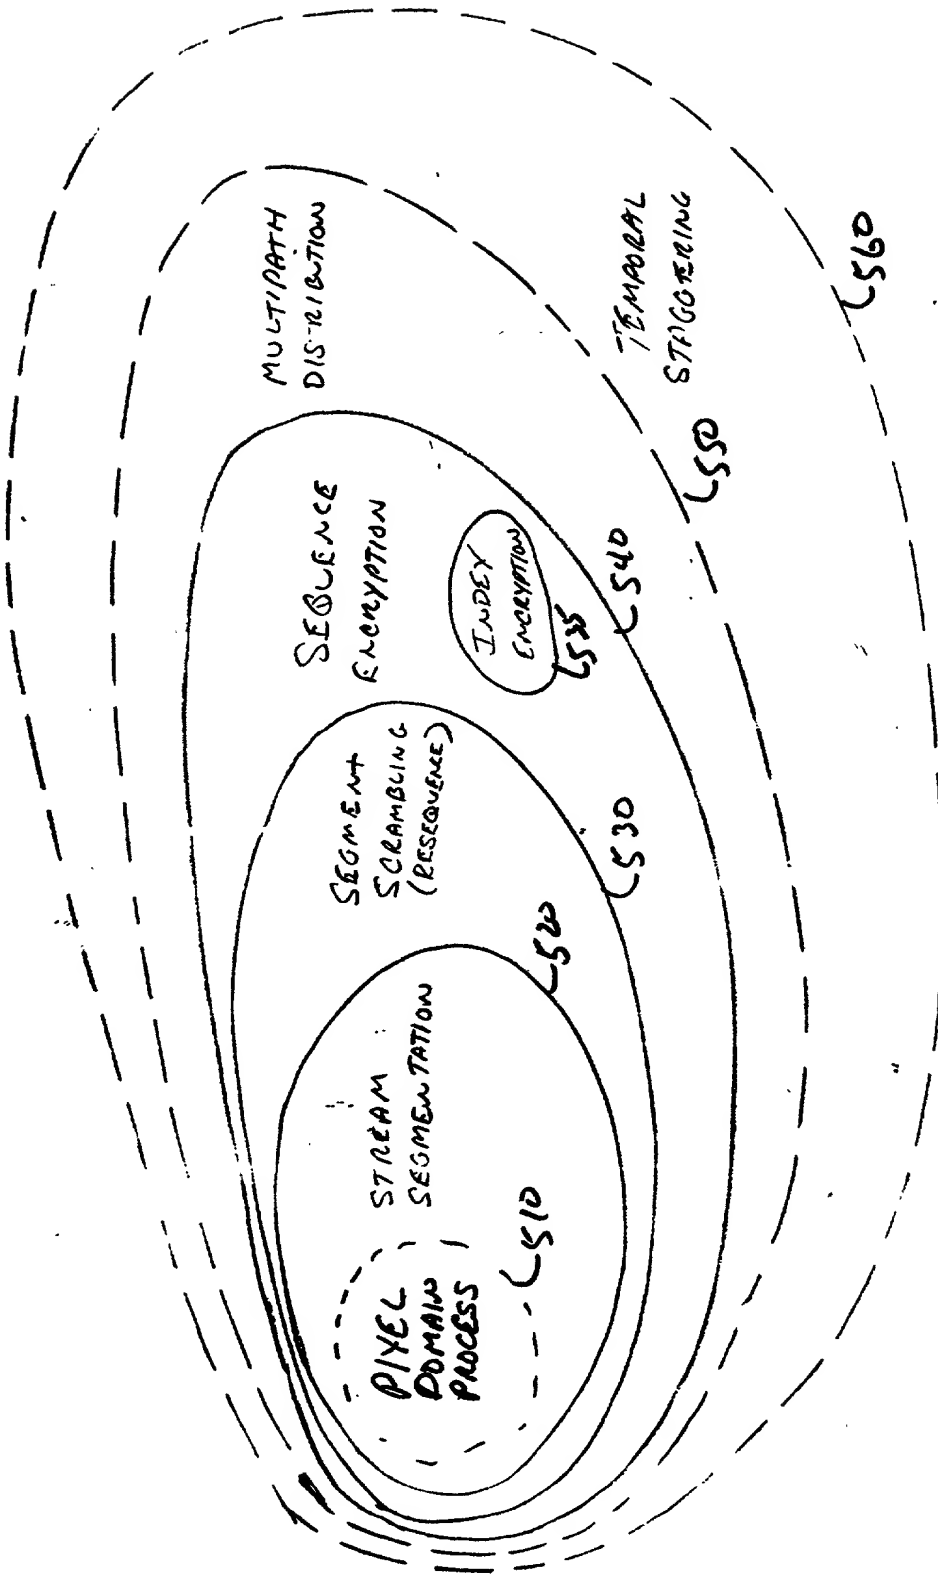 PIXEL
DOMAIN
PROCESS
510
STREAM
SEGMENTATION
520
SEGMENT
SCRAMBLING
(RESEQUENCE)
530
SEQUENCE
ENCRYPTION
INDEX
ENCRYPTION
535
540
MULTIPATH
DISTRIBUTION
550
TEMPORAL
STAGGERING
560